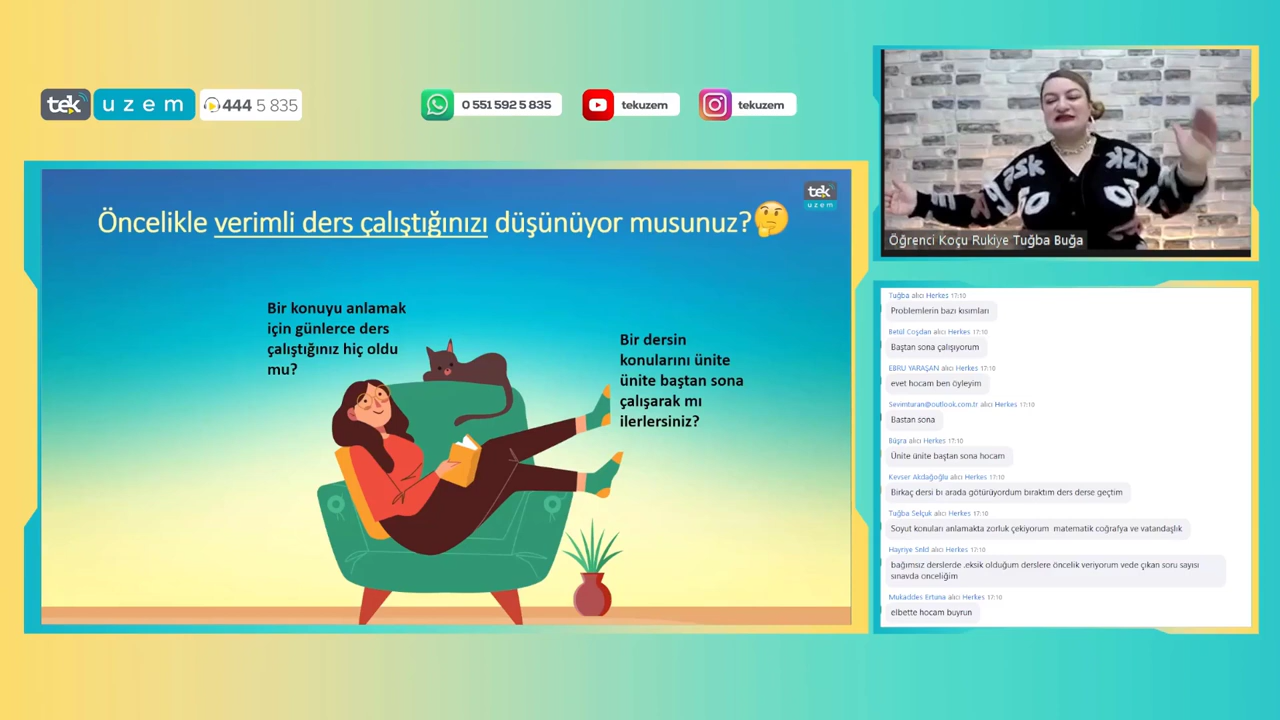 tek uzem 444 5 835
0 551 592 5 835
tekuzem
tekuzem
tek
uzem
Öncelikle verimli ders çalıştığınızı düşünüyor musunuz?🤔
Bir konuyu anlamak
için günlerce ders
çalıştığınız hiç oldu
mu?
Bir dersin
konularını ünite
ünite baştan sona
çalışarak mı
ilerlersiniz?
Öğrenci Koçu Rukiye Tuğba Buğa
Tuğba alıcı Herkes 17:10
Problemlerin bazı kısımları
Betül Coşdan alıcı Herkes 17:10
Baştan sona çalışıyorum
EBRU YARAŞAN alıcı Herkes 17:10
evet hocam ben öyleyim
Sevimturan@outlook.com.tr alıcı Herkes 17:10
Bastan sona
Büşra alıcı Herkes 17:10
Ünite ünite baştan sona hocam
Kevser Akdağoğlu alıcı Herkes 17:10
Birkaç dersi bı arada götürüyordum bıraktım ders derse geçtim
Tuğba Selçuk alıcı Herkes 17:10
Soyut konuları anlamakta zorluk çekiyorum matematik coğrafya ve vatandaşlık
Hayriye Snld alıcı Herkes 17:10
bağımsız derslerde .eksik olduğum derslere öncelik veriyorum vede çıkan soru sayısı
sınavda onceliğim
Mukaddes Ertuna alıcı Herkes 17:10
elbette hocam buyrun